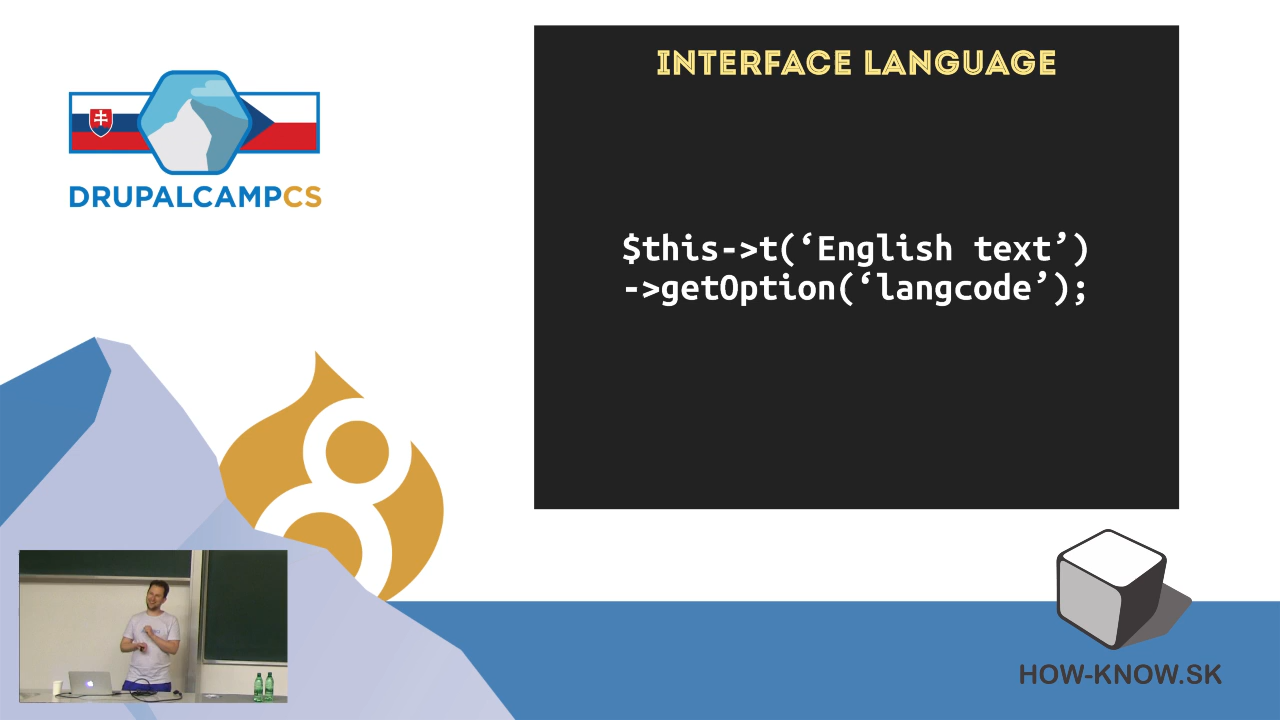 INTERFACE LANGUAGE
DRUPALCAMPCS
$this->t(‘English text’)
->getOption(‘langcode’);
HOW-KNOW.SK